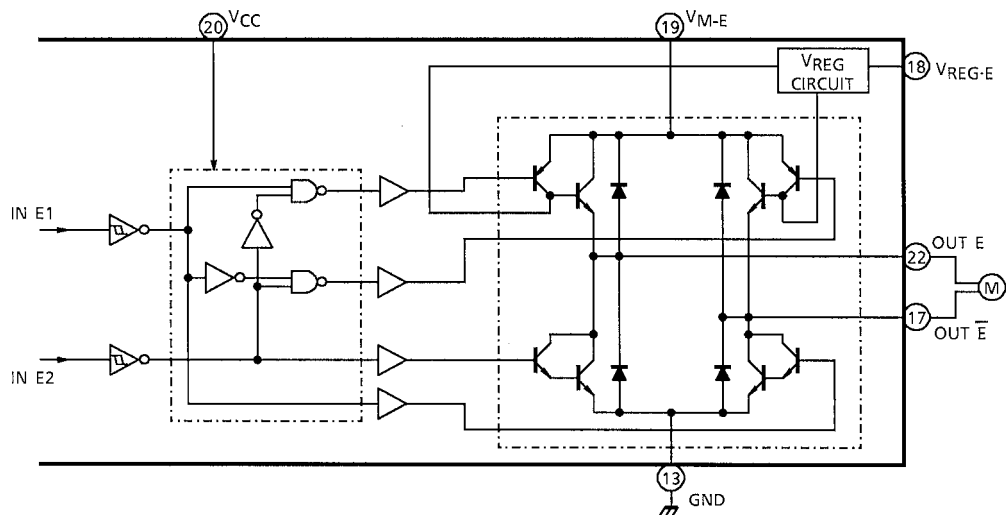 20 VCC
19 VM-E
VREG
CIRCUIT
18 VREG-E
IN E1
OUT E
22
M
17
OUT E̅
IN E2
13
GND